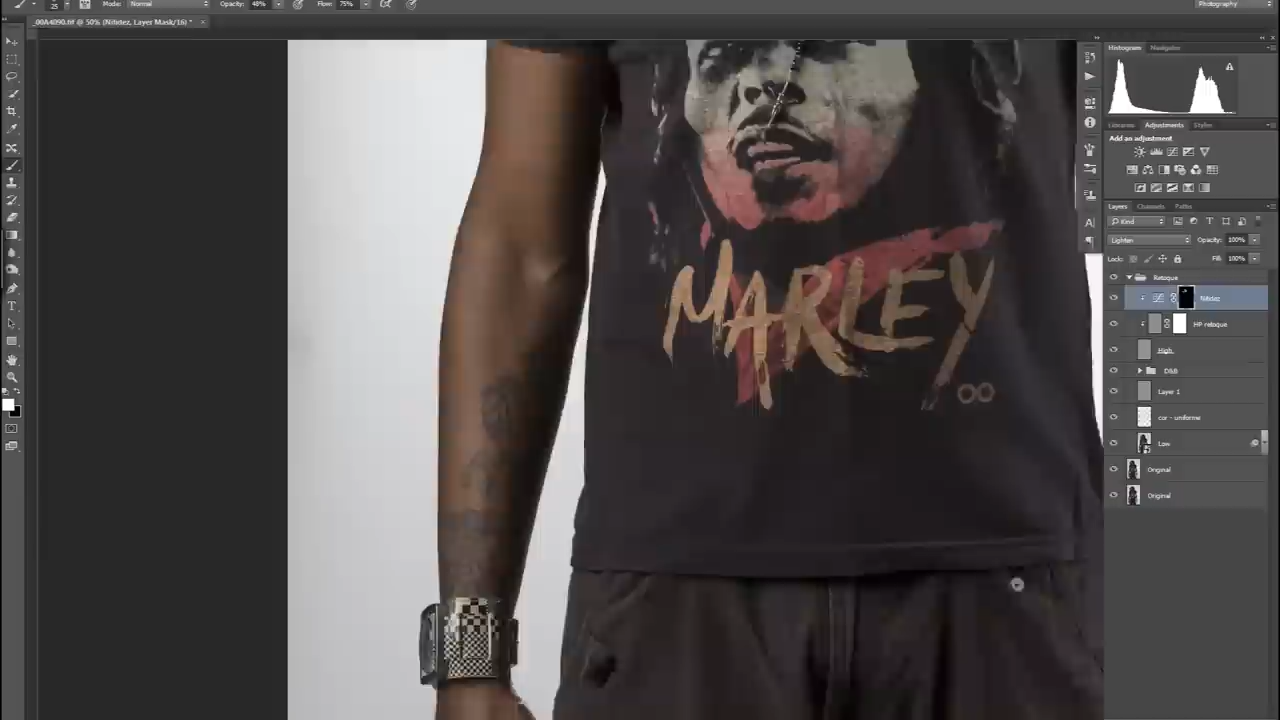 25 Mode: Normal Opacity: 48% Flow: 75% Photography
_00A4090.tif @ 50% (Nitidez, Layer Mask/16) * ×
Histogram Navigator
Libraries Adjustments Styles
Add an adjustment
Layers Channels Paths
Kind
Lighten Opacity: 100%
Lock: Fill: 100%
Retoque
Nitidez
HP retoque
High
D&B
Layer 1
cor - uniforme
Low
Original
Original
MARLEY